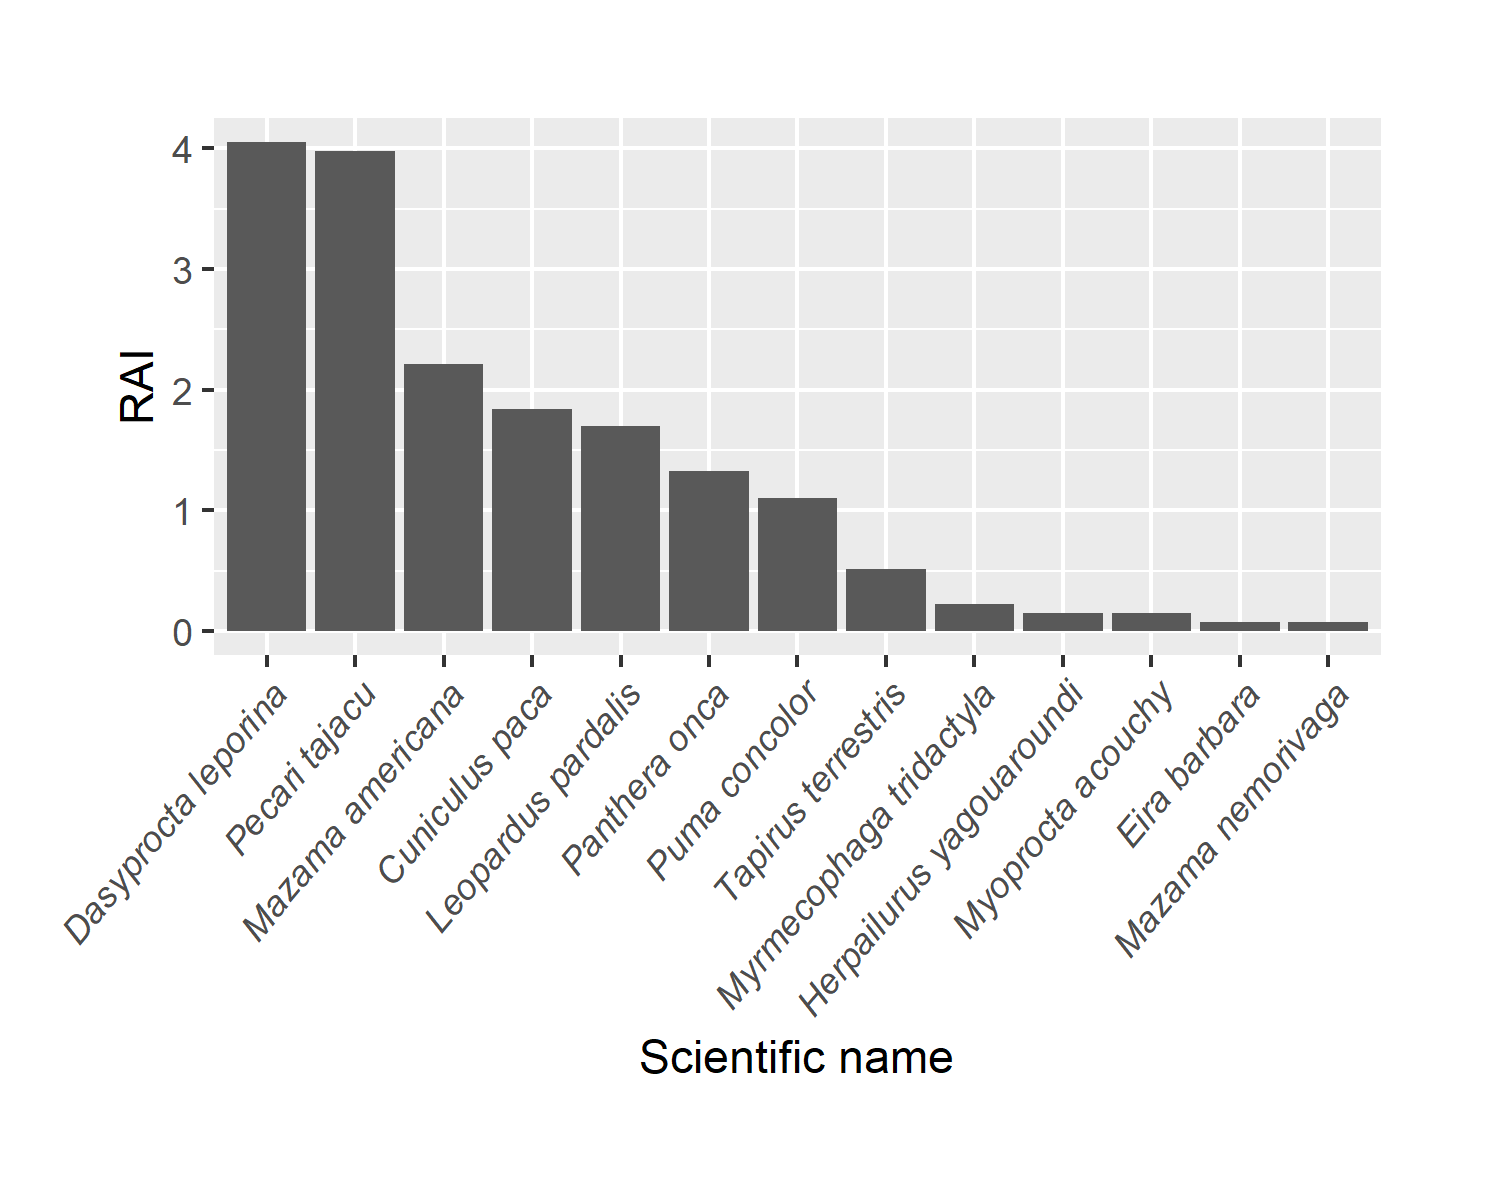 RAI
4
3
2
1
0
Dasyprocta leporina
Pecari tajacu
Mazama americana
Cuniculus paca
Leopardus pardalis
Panthera onca
Puma concolor
Tapirus terrestris
Myrmecophaga tridactyla
Herpailurus yagouaroundi
Myoprocta acouchy
Eira barbara
Mazama nemorivaga
Scientific name